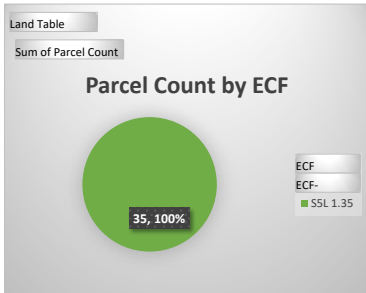 Land Table
Sum of Parcel Count
Parcel Count by ECF
35, 100%
ECF
ECF-
S5L 1.35